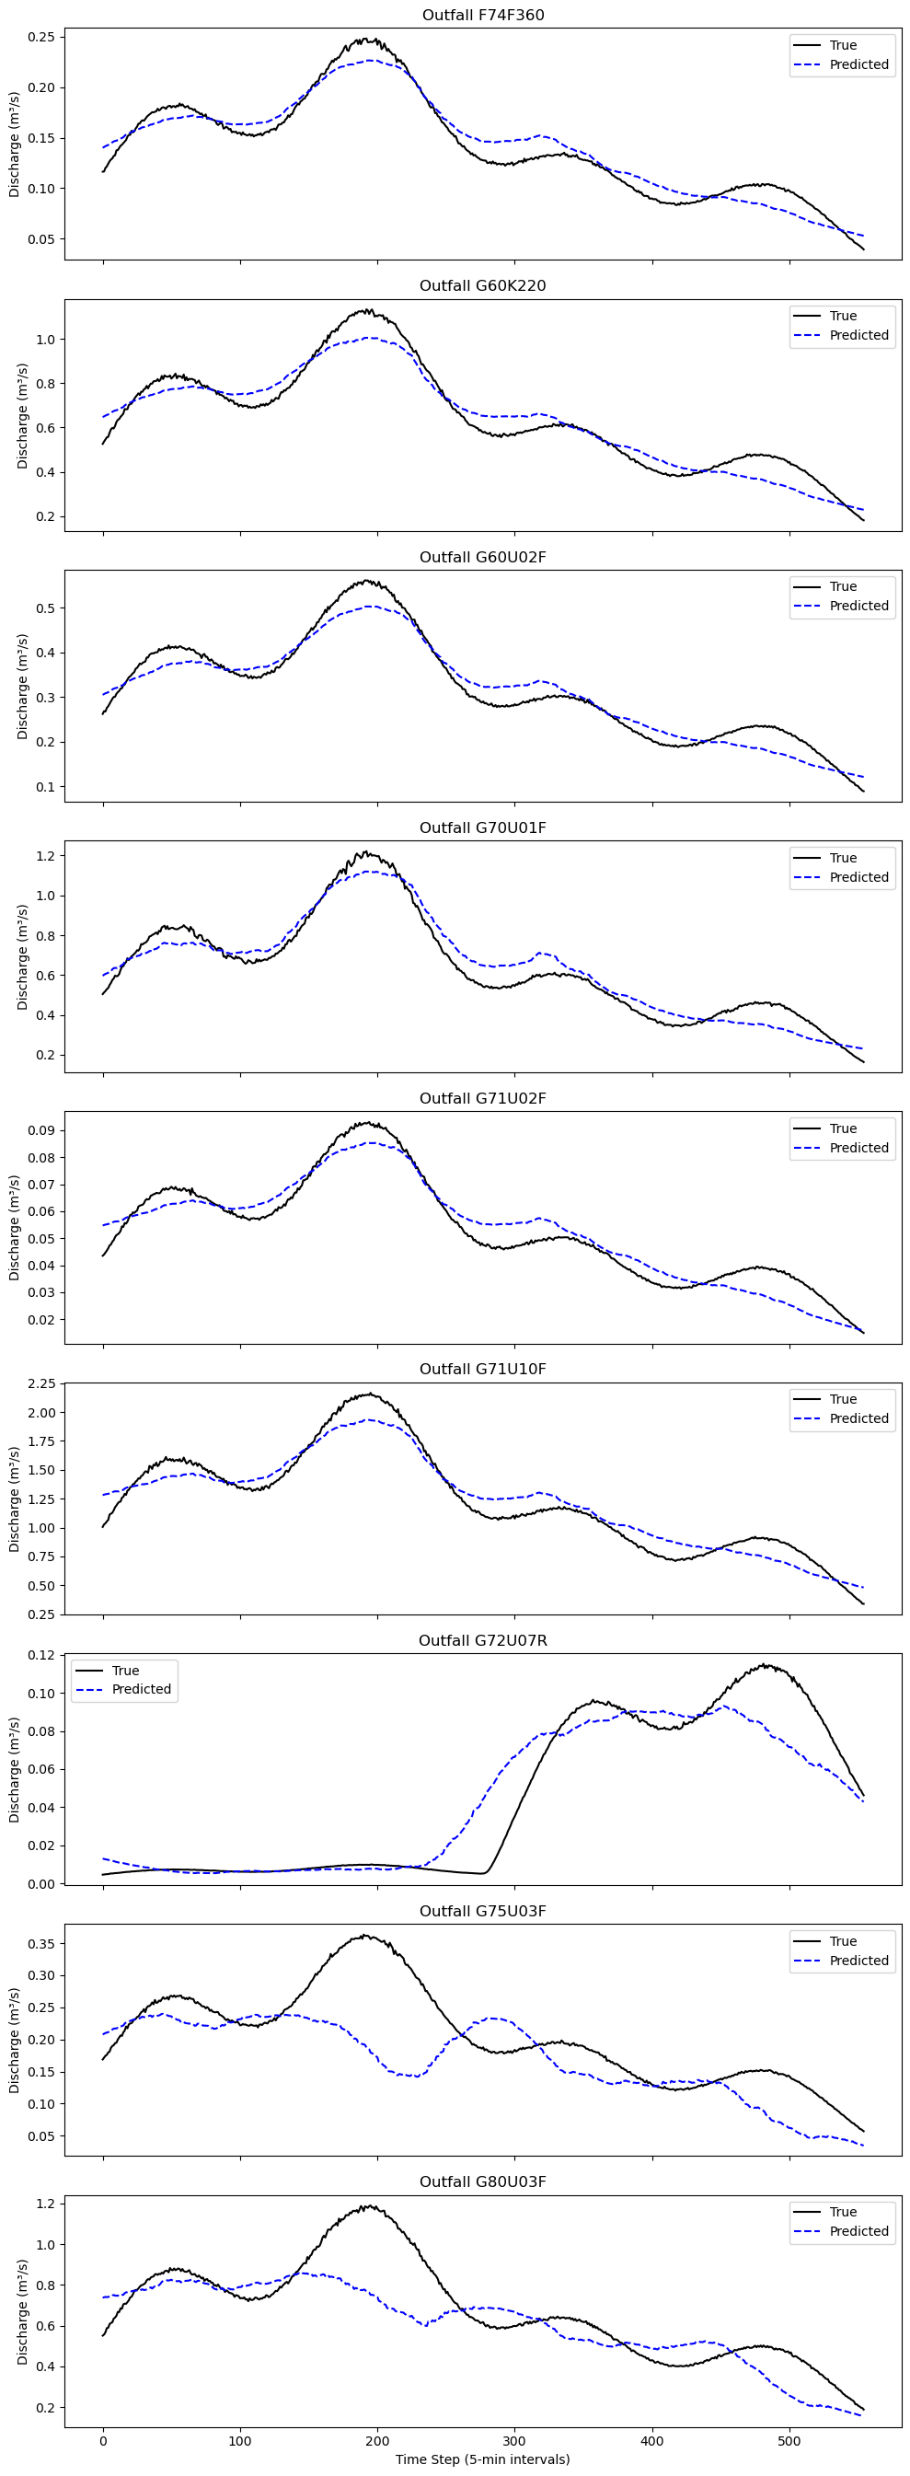 Outfall F74F360
0.25
0.20
0.15
0.10
0.05
Discharge (m³/s)
True
Predicted
Outfall G60K220
1.0
0.8
0.6
0.4
0.2
Discharge (m³/s)
True
Predicted
Outfall G60U02F
0.5
0.4
0.3
0.2
0.1
Discharge (m³/s)
True
Predicted
Outfall G70U01F
1.2
1.0
0.8
0.6
0.4
0.2
Discharge (m³/s)
True
Predicted
Outfall G71U02F
0.09
0.08
0.07
0.06
0.05
0.04
0.03
0.02
Discharge (m³/s)
True
Predicted
Outfall G71U10F
2.25
2.00
1.75
1.50
1.25
1.00
0.75
0.50
0.25
Discharge (m³/s)
True
Predicted
Outfall G72U07R
0.12
0.10
0.08
0.06
0.04
0.02
0.00
Discharge (m³/s)
True
Predicted
Outfall G75U03F
0.35
0.30
0.25
0.20
0.15
0.10
0.05
Discharge (m³/s)
True
Predicted
Outfall G80U03F
1.2
1.0
0.8
0.6
0.4
0.2
Discharge (m³/s)
True
Predicted
0 100 200 300 400 500
Time Step (5-min intervals)